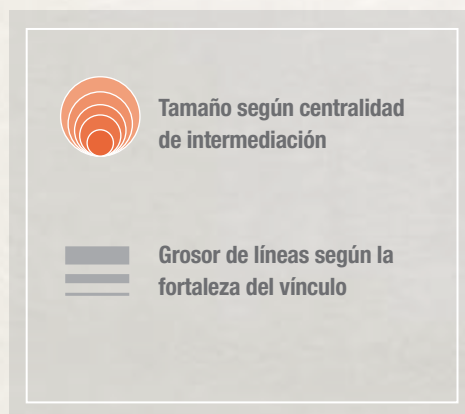 Tamaño según centralidad
de intermediación
Grosor de líneas según la
fortaleza del vínculo